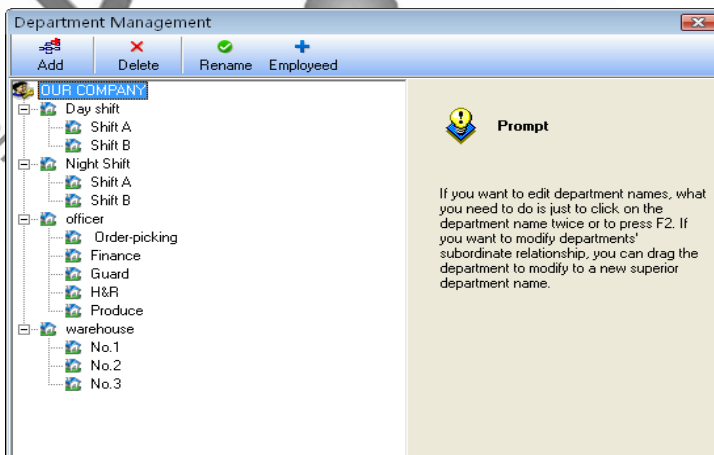 Department Management
Add Delete Rename Employeed
OUR COMPANY
Day shift
Shift A
Shift B
Night Shift
Shift A
Shift B
officer
Order-picking
Finance
Guard
H&R
Produce
warehouse
No.1
No.2
No.3
Prompt
If you want to edit department names, what
you need to do is just to click on the
department name twice or to press F2. If
you want to modify departments'
subordinate relationship, you can drag the
department to modify to a new superior
department name.